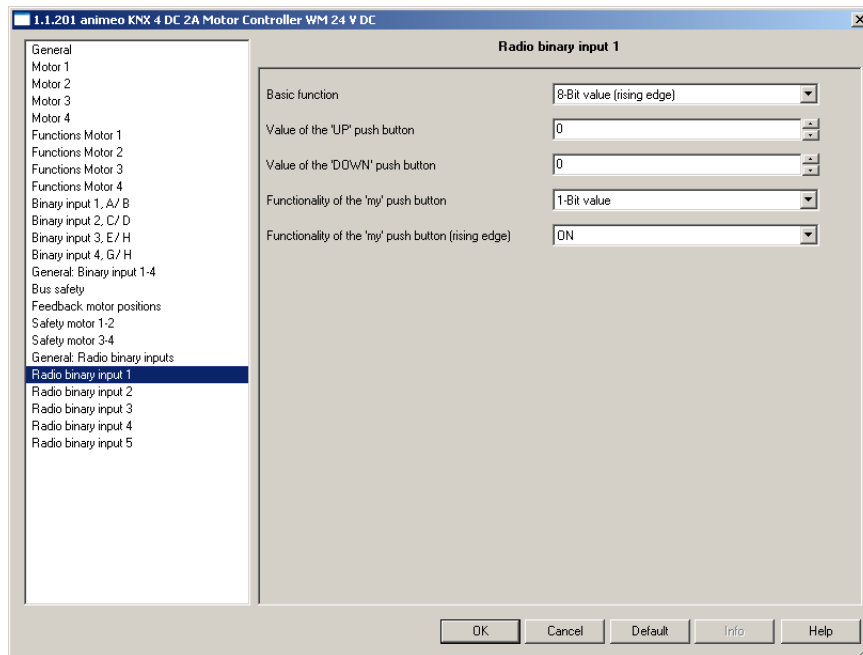 1.1.201 animeo KNX 4 DC 2A Motor Controller WM 24 V DC
General
Motor 1
Motor 2
Motor 3
Motor 4
Functions Motor 1
Functions Motor 2
Functions Motor 3
Functions Motor 4
Binary input 1, A/ B
Binary input 2, C/ D
Binary input 3, E/ H
Binary input 4, G/ H
General: Binary input 1-4
Bus safety
Feedback motor positions
Safety motor 1-2
Safety motor 3-4
General: Radio binary inputs
Radio binary input 1
Radio binary input 2
Radio binary input 3
Radio binary input 4
Radio binary input 5
Radio binary input 1
Basic function 8-Bit value (rising edge)
Value of the 'UP' push button 0
Value of the 'DOWN' push button 0
Functionality of the 'my' push button 1-Bit value
Functionality of the 'my' push button (rising edge) ON
OK Cancel Default Info Help